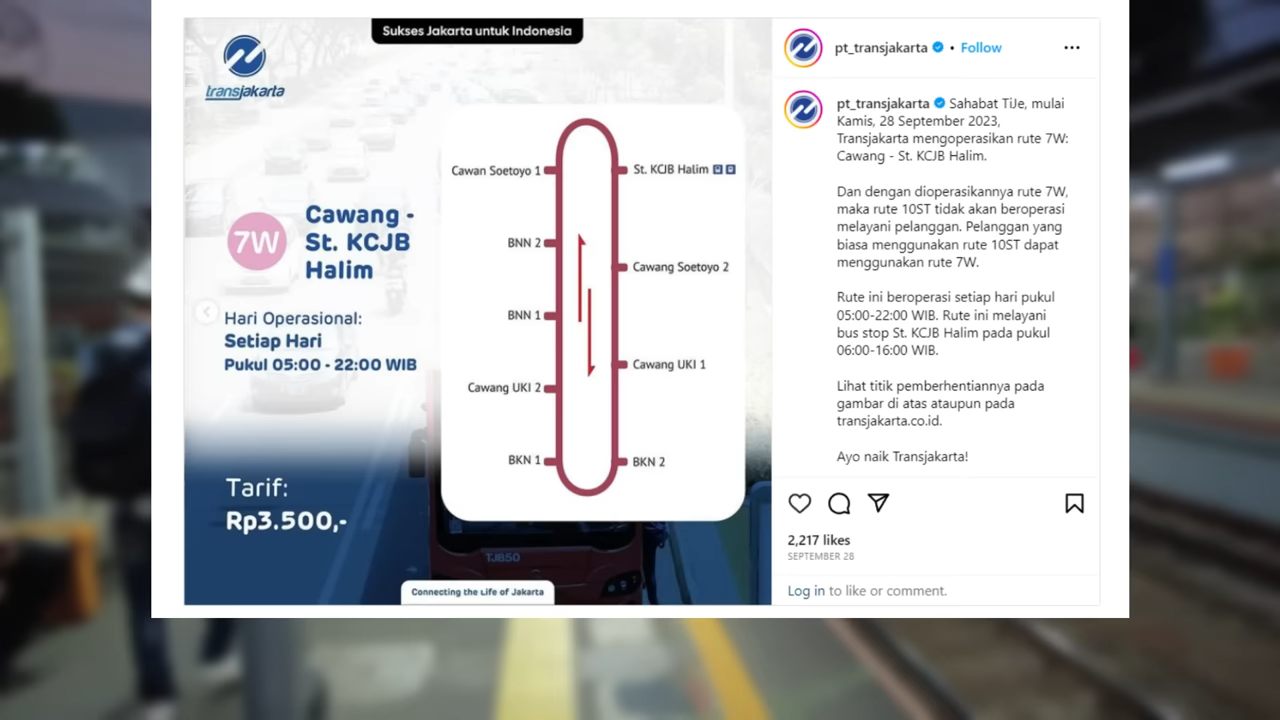 Sukses Jakarta untuk Indonesia
transjakarta
7W
Cawang -
St. KCJB
Halim
Hari Operasional:
Setiap Hari
Pukul 05:00 - 22:00 WIB
Tarif:
Rp3.500,-
Cawan Soetoyo 1
BNN 2
BNN 1
Cawang UKI 2
BKN 1
St. KCJB Halim
Cawang Soetoyo 2
Cawang UKI 1
BKN 2
TJ850
Connecting the Life of Jakarta
pt_transjakarta • Follow
pt_transjakarta Sahabat TiJe, mulai
Kamis, 28 September 2023,
Transjakarta mengoperasikan rute 7W:
Cawang - St. KCJB Halim.
Dan dengan dioperasikannya rute 7W,
maka rute 10ST tidak akan beroperasi
melayani pelanggan. Pelanggan yang
biasa menggunakan rute 10ST dapat
menggunakan rute 7W.
Rute ini beroperasi setiap hari pukul
05:00-22:00 WIB. Rute ini melayani
bus stop St. KCJB Halim pada pukul
06:00-16:00 WIB.
Lihat titik pemberhentiannya pada
gambar di atas ataupun pada
transjakarta.co.id.
Ayo naik Transjakarta!
2,217 likes
SEPTEMBER 28
Log in to like or comment.